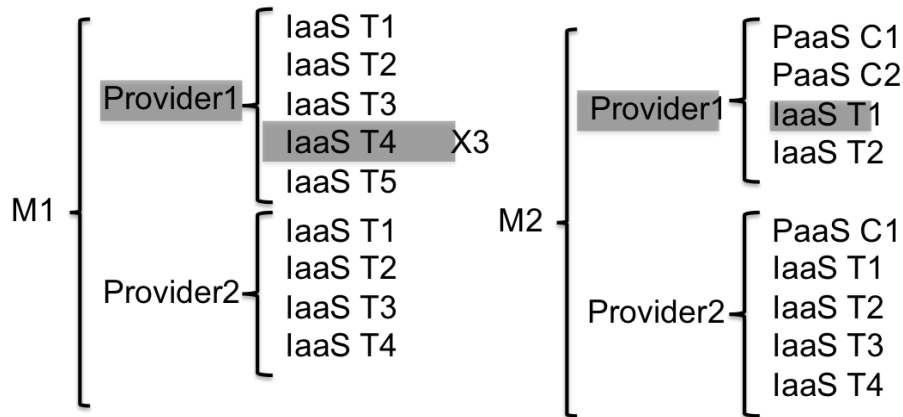 M1
Provider1
IaaS T1
IaaS T2
IaaS T3
IaaS T4 X3
IaaS T5
Provider2
IaaS T1
IaaS T2
IaaS T3
IaaS T4
M2
Provider1
PaaS C1
PaaS C2
IaaS T1
IaaS T2
Provider2
PaaS C1
IaaS T1
IaaS T2
IaaS T3
IaaS T4